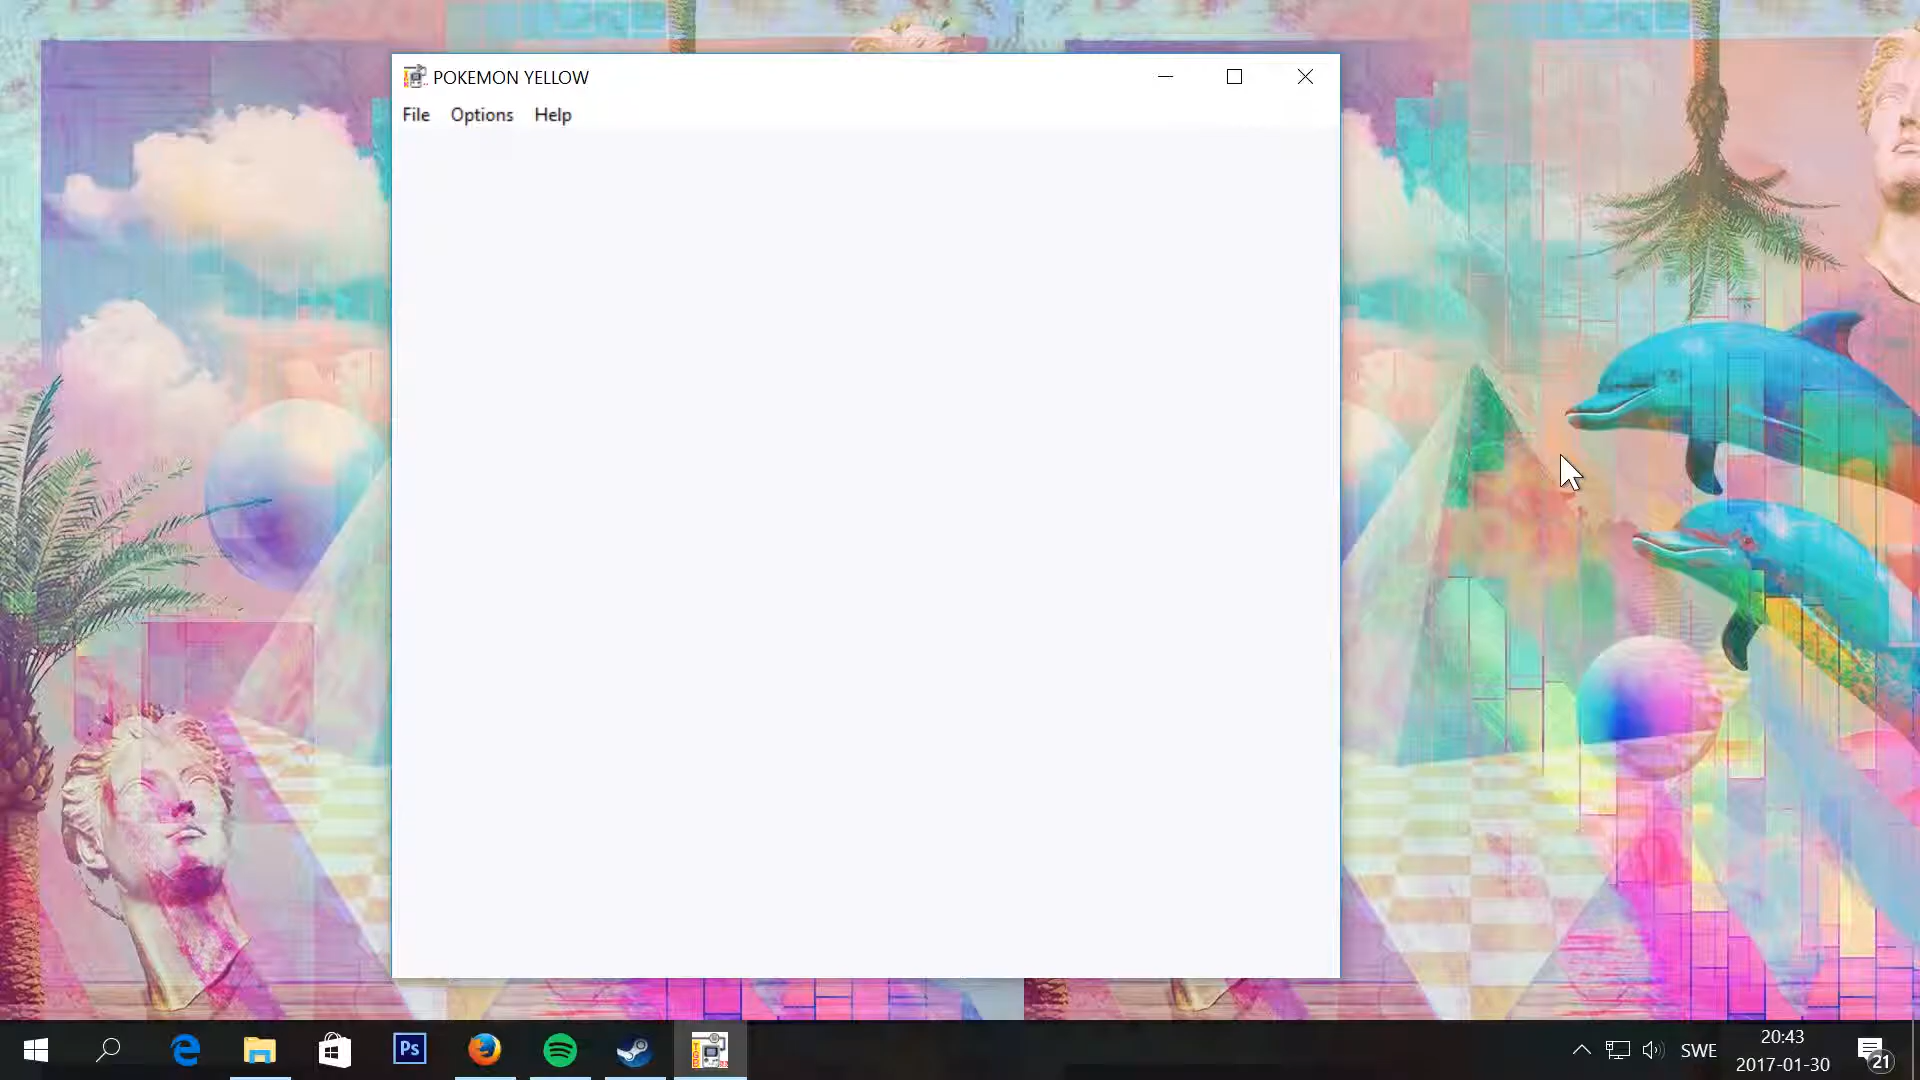 POKEMON YELLOW
File Options Help
Ps
SWE
20:43
2017-01-30
21